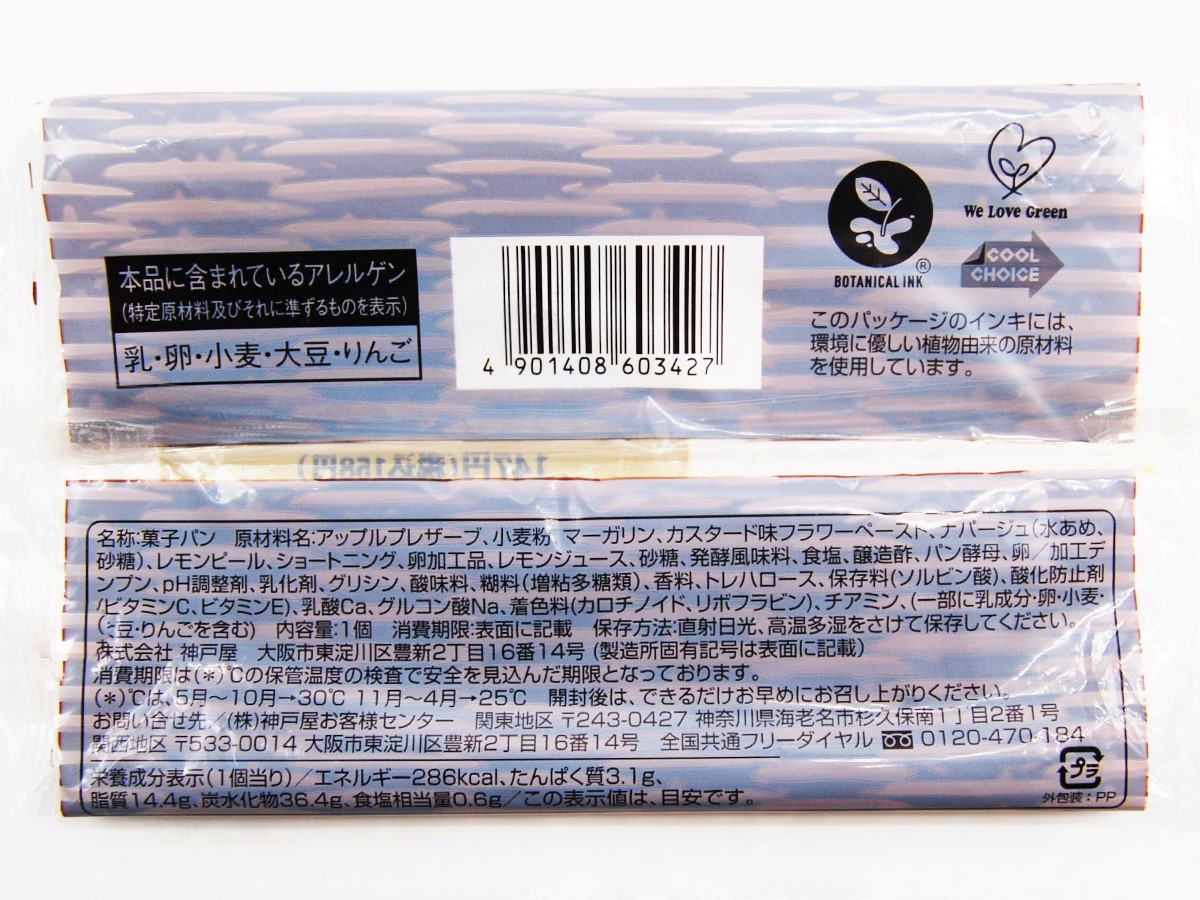 We Love Green
BOTANICAL INK®
COOL
CHOICE
本品に含まれているアレルゲン
(特定原材料及びそれに準ずるものを表示)
乳・卵・小麦・大豆・りんご
4 901408 603427
このパッケージのインキには、
環境に優しい植物由来の原材料
を使用しています。
147円(税込158円)
名称:菓子パン 原材料名:アップルプレザーブ、小麦粉、マーガリン、カスタード味フラワーペースト、ナパージュ(水あめ、
砂糖)、レモンピール、ショートニング、卵加工品、レモンジュース、砂糖、発酵風味料、食塩、醸造酢、パン酵母、卵/加工デ
ンプン、pH調整剤、乳化剤、グリシン、酸味料、糊料(増粘多糖類)、香料、トレハロース、保存料(ソルビン酸)、酸化防止剤
(ビタミンC、ビタミンE)、乳酸Ca、グルコン酸Na、着色料(カロチノイド、リボフラビン)、チアミン、(一部に乳成分・卵・小麦・
大豆・りんごを含む) 内容量:1個 消費期限:表面に記載 保存方法:直射日光、高温多湿をさけて保存してください。
株式会社 神戸屋 大阪市東淀川区豊新2丁目16番14号 (製造所固有記号は表面に記載)
消費期限は(*)℃の保管温度の検査で安全を見込んだ期限となっております。
(*)℃は、5月～10月→30℃ 11月～4月→25℃ 開封後は、できるだけお早めにお召し上がりください。
お問い合せ先/(株)神戸屋お客様センター 関東地区 〒243-0427 神奈川県海老名市杉久保南1丁目2番1号
関西地区 〒533-0014 大阪市東淀川区豊新2丁目16番14号 全国共通フリーダイヤル 0120-470-184
栄養成分表示(1個当り)/エネルギー286kcal、たんぱく質3.1g、
脂質14.4g、炭水化物36.4g、食塩相当量0.6g/この表示値は、目安です。
プラ
外包装:PP